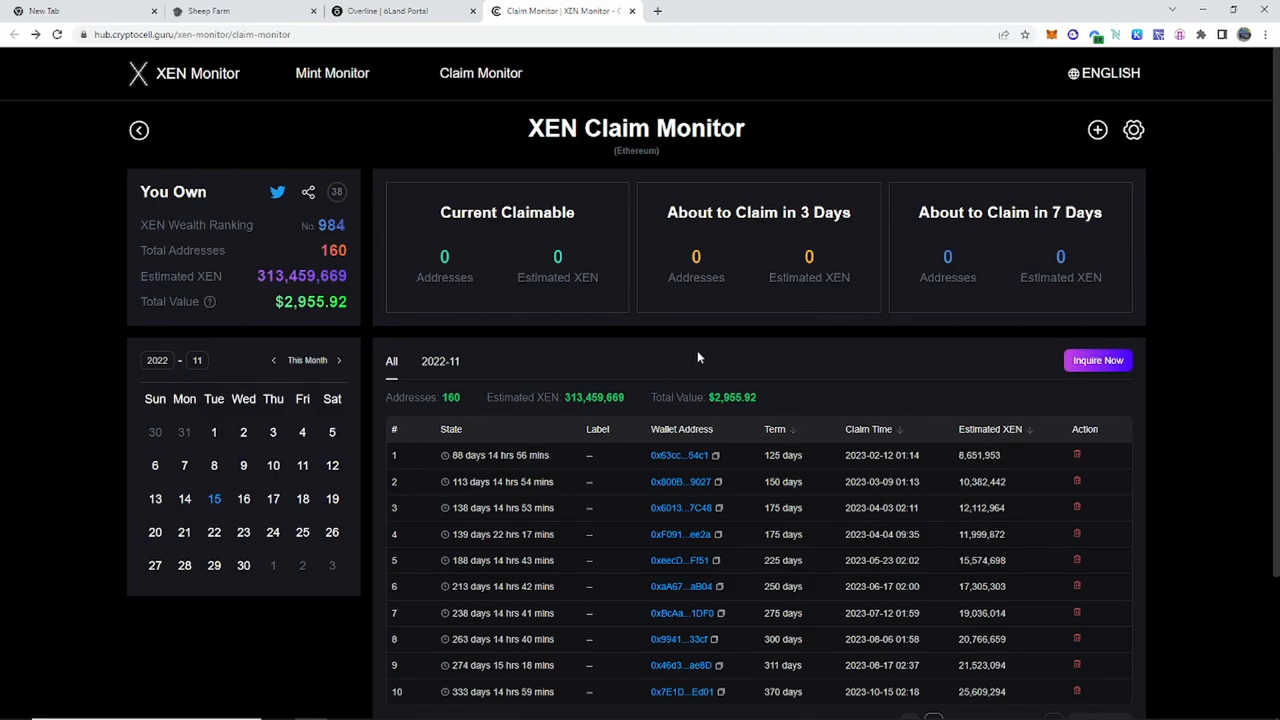 New Tab
Sheep Farm
Overline | óLand Portal
Claim Monitor | XEN Monitor - C
hub.cryptocell.guru/xen-monitor/claim-monitor
XEN Monitor Mint Monitor Claim Monitor ENGLISH
XEN Claim Monitor
(Ethereum)
You Own 38
XEN Wealth Ranking No. 984
Total Addresses 160
Estimated XEN 313,459,669
Total Value ? $2,955.92
Current Claimable
0 0
Addresses Estimated XEN
About to Claim in 3 Days
0 0
Addresses Estimated XEN
About to Claim in 7 Days
0 0
Addresses Estimated XEN
2022 - 11 < This Month >
Sun Mon Tue Wed Thu Fri Sat
30 31 1 2 3 4 5
6 7 8 9 10 11 12
13 14 15 16 17 18 19
20 21 22 23 24 25 26
27 28 29 30 1 2 3
All 2022-11 Inquire Now
Addresses: 160 Estimated XEN: 313,459,669 Total Value: $2,955.92
# State Label Wallet Address Term Claim Time Estimated XEN Action
1 88 days 14 hrs 56 mins -- 0x63cc...54c1 125 days 2023-02-12 01:14 8,651,953
2 113 days 14 hrs 54 mins -- 0x800B...9027 150 days 2023-03-09 01:13 10,382,442
3 138 days 14 hrs 53 mins -- 0x6013...7C48 175 days 2023-04-03 02:11 12,112,964
4 139 days 22 hrs 17 mins -- 0xF091...ee2a 175 days 2023-04-04 09:35 11,999,872
5 188 days 14 hrs 43 mins -- 0xeecD...Ff51 225 days 2023-05-23 02:02 15,574,698
6 213 days 14 hrs 42 mins -- 0xaA67...aB04 250 days 2023-06-17 02:00 17,305,303
7 238 days 14 hrs 41 mins -- 0xBcAa...1DF0 275 days 2023-07-12 01:59 19,036,014
8 263 days 14 hrs 40 mins -- 0x9941...33cf 300 days 2023-08-06 01:58 20,766,659
9 274 days 15 hrs 18 mins -- 0x46d3...ae8D 311 days 2023-08-17 02:37 21,523,094
10 333 days 14 hrs 59 mins -- 0x7E1D...Ed01 370 days 2023-10-15 02:18 25,609,294